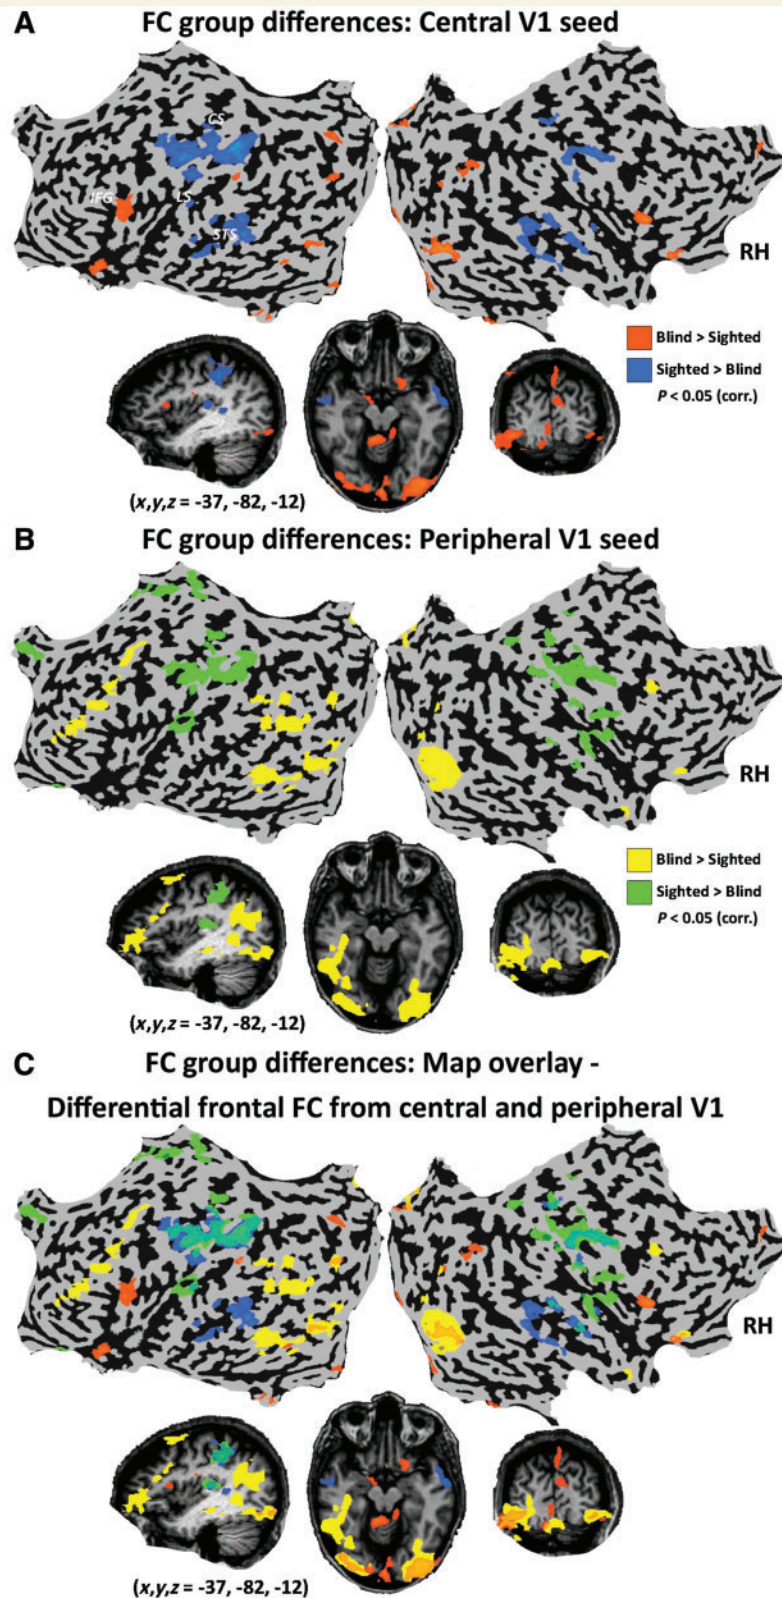 A
FC group differences: Central V1 seed
CS
IFG
LS
STS
RH
Blind > Sighted
Sighted > Blind
P < 0.05 (corr.)
(x,y,z = -37, -82, -12)
B
FC group differences: Peripheral V1 seed
RH
Blind > Sighted
Sighted > Blind
P < 0.05 (corr.)
(x,y,z = -37, -82, -12)
C
FC group differences: Map overlay -
Differential frontal FC from central and peripheral V1
RH
(x,y,z = -37, -82, -12)